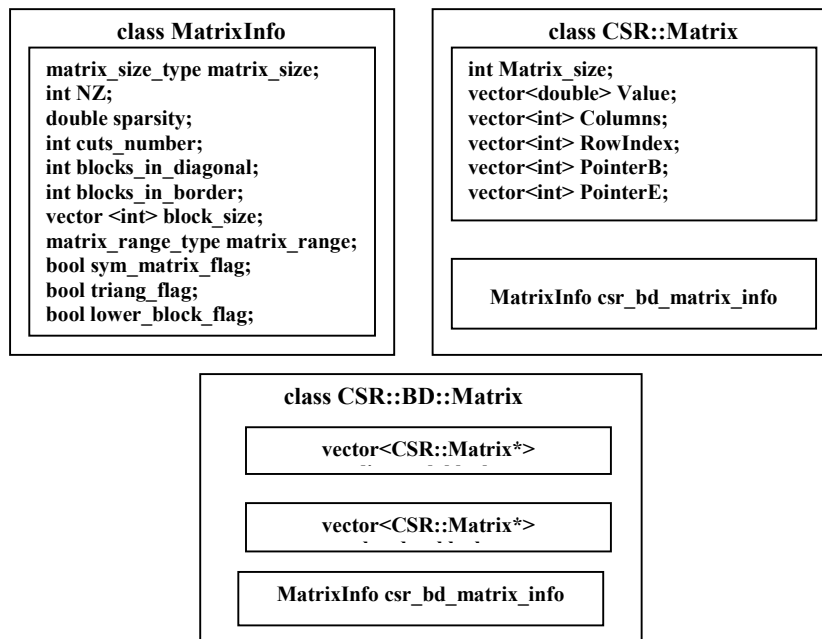 class MatrixInfo
matrix_size_type matrix_size;
int NZ;
double sparsity;
int cuts_number;
int blocks_in_diagonal;
int blocks_in_border;
vector <int> block_size;
matrix_range_type matrix_range;
bool sym_matrix_flag;
bool triang_flag;
bool lower_block_flag;
class CSR::Matrix
int Matrix_size;
vector<double> Value;
vector<int> Columns;
vector<int> RowIndex;
vector<int> PointerB;
vector<int> PointerE;
MatrixInfo csr_bd_matrix_info
class CSR::BD::Matrix
vector<CSR::Matrix*>
vector<CSR::Matrix*>
MatrixInfo csr_bd_matrix_info